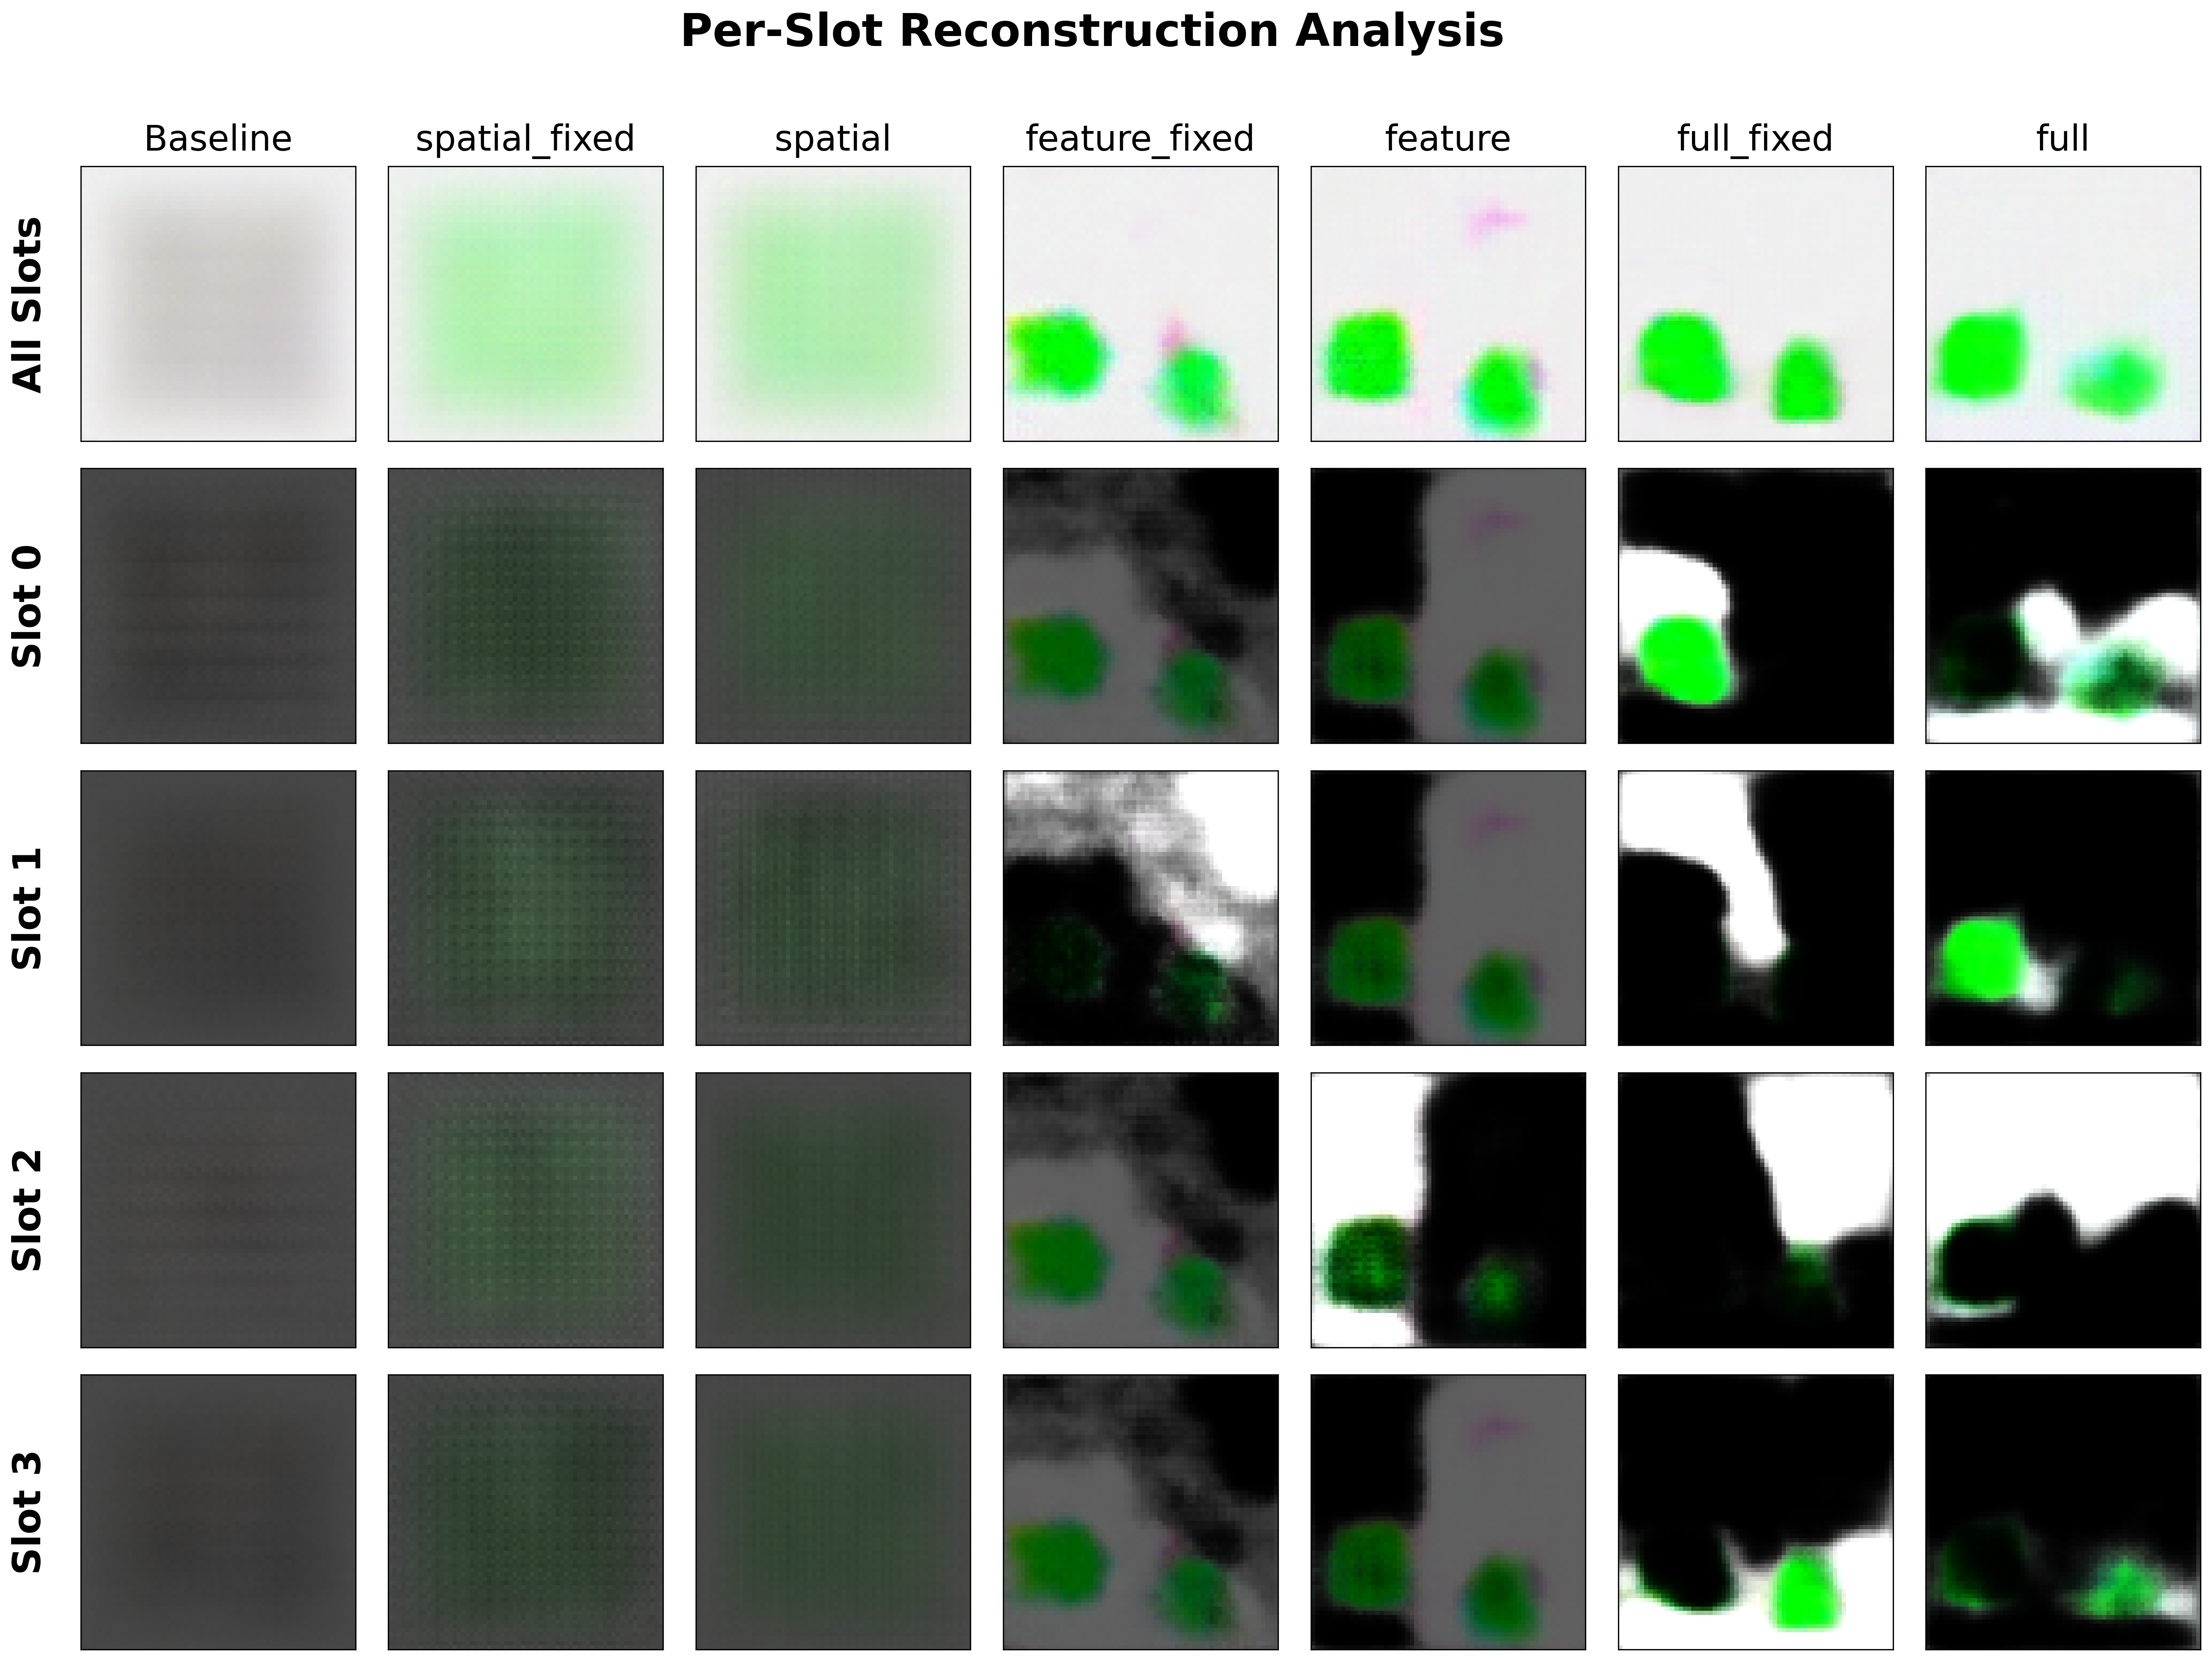 Per-Slot Reconstruction Analysis
Baseline spatial_fixed spatial feature_fixed feature full_fixed full
All Slots
Slot 0
Slot 1
Slot 2
Slot 3